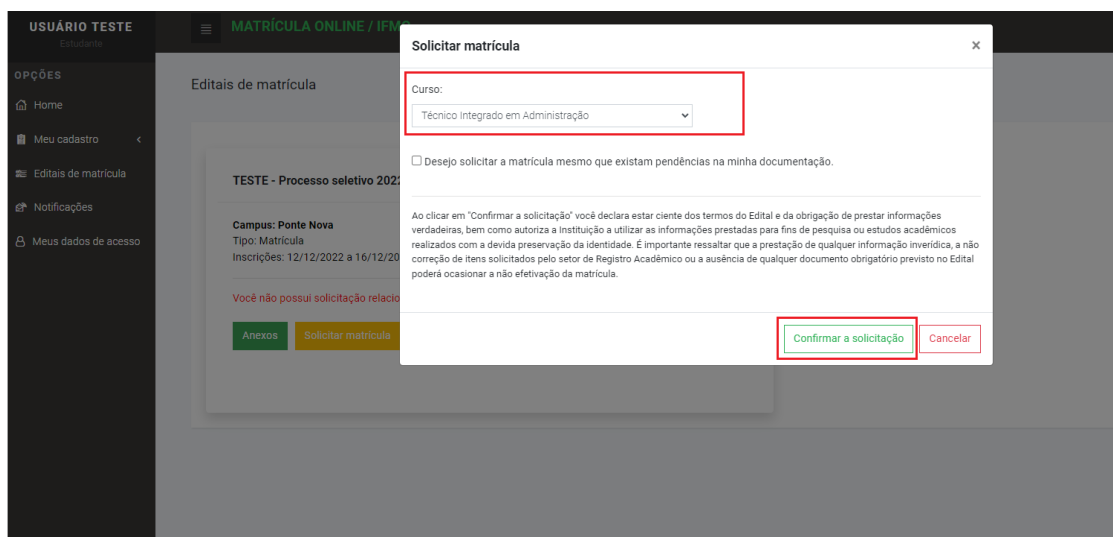 USUÁRIO TESTE
Estudante
OPÇÕES
Home
Meu cadastro
Editais de matrícula
Notificações
Meus dados de acesso
MATRÍCULA ONLINE / IFM
Editais de matrícula
TESTE - Processo seletivo 2022
Campus: Ponte Nova
Tipo: Matrícula
Inscrições: 12/12/2022 a 16/12/20
Você não possui solicitação relacio
Anexos
Solicitar matrícula
Solicitar matrícula
×
Curso:
Técnico Integrado em Administração
Desejo solicitar a matrícula mesmo que existam pendências na minha documentação.
Ao clicar em "Confirmar a solicitação" você declara estar ciente dos termos do Edital e da obrigação de prestar informações
verdadeiras, bem como autoriza a Instituição a utilizar as informações prestadas para fins de pesquisa ou estudos acadêmicos
realizados com a devida preservação da identidade. É importante ressaltar que a prestação de qualquer informação inverídica, a não
correção de itens solicitados pelo setor de Registro Acadêmico ou a ausência de qualquer documento obrigatório previsto no Edital
poderá ocasionar a não efetivação da matrícula.
Confirmar a solicitação
Cancelar